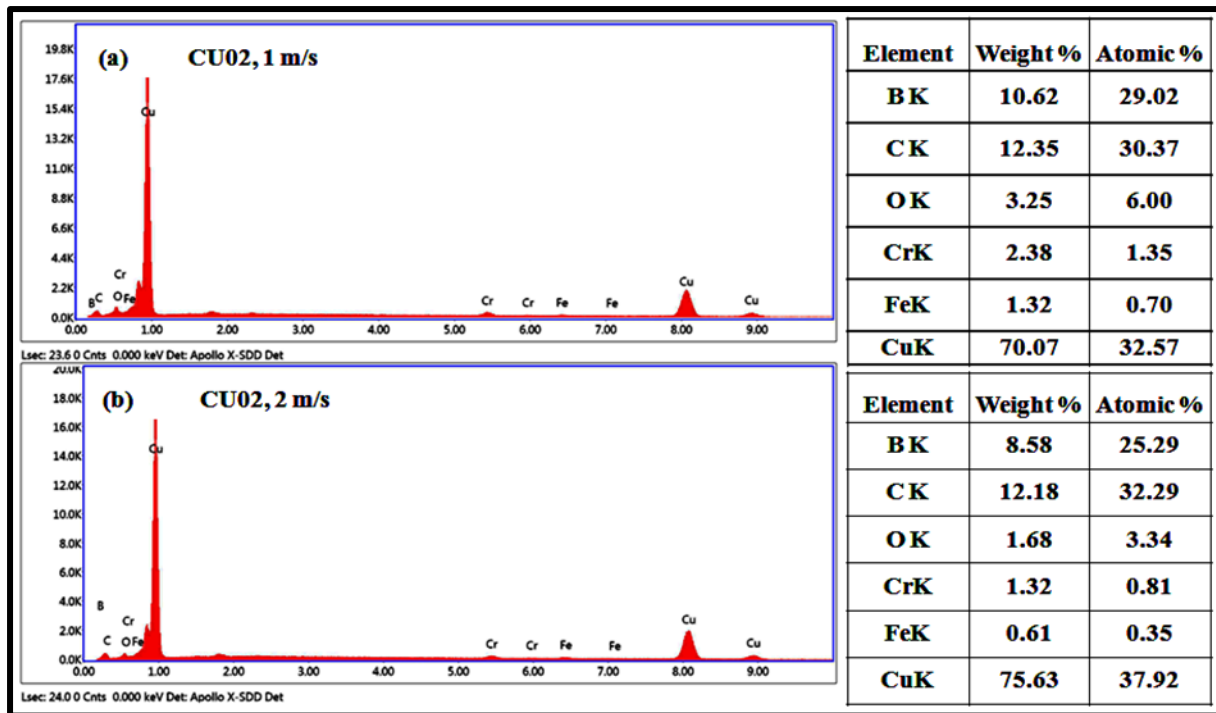 (a) CU02, 1 m/s
19.8K
17.6K
Cu
15.4K
13.2K
11.0K
8.8K
6.6K
4.4K
Cr
Cu
2.2K
B C O Fe Cr Cr Fe Fe Cu
0.0K
0.00 1.00 2.00 3.00 4.00 5.00 6.00 7.00 8.00 9.00
Lsec: 23.6 0 Cnts 0.000 keV Det: Apollo X-SDD Det
Element Weight % Atomic %
B K 10.62 29.02
C K 12.35 30.37
O K 3.25 6.00
CrK 2.38 1.35
FeK 1.32 0.70
CuK 70.07 32.57
20.0K
(b) CU02, 2 m/s
18.0K
16.0K
Cu
14.0K
12.0K
10.0K
8.0K
6.0K
4.0K
B
Cr
Cu
2.0K
C O Fe Cr Cr Fe Fe Cu
0.0K
0.00 1.00 2.00 3.00 4.00 5.00 6.00 7.00 8.00 9.00
Lsec: 24.0 0 Cnts 0.000 keV Det: Apollo X-SDD Det
Element Weight % Atomic %
B K 8.58 25.29
C K 12.18 32.29
O K 1.68 3.34
CrK 1.32 0.81
FeK 0.61 0.35
CuK 75.63 37.92